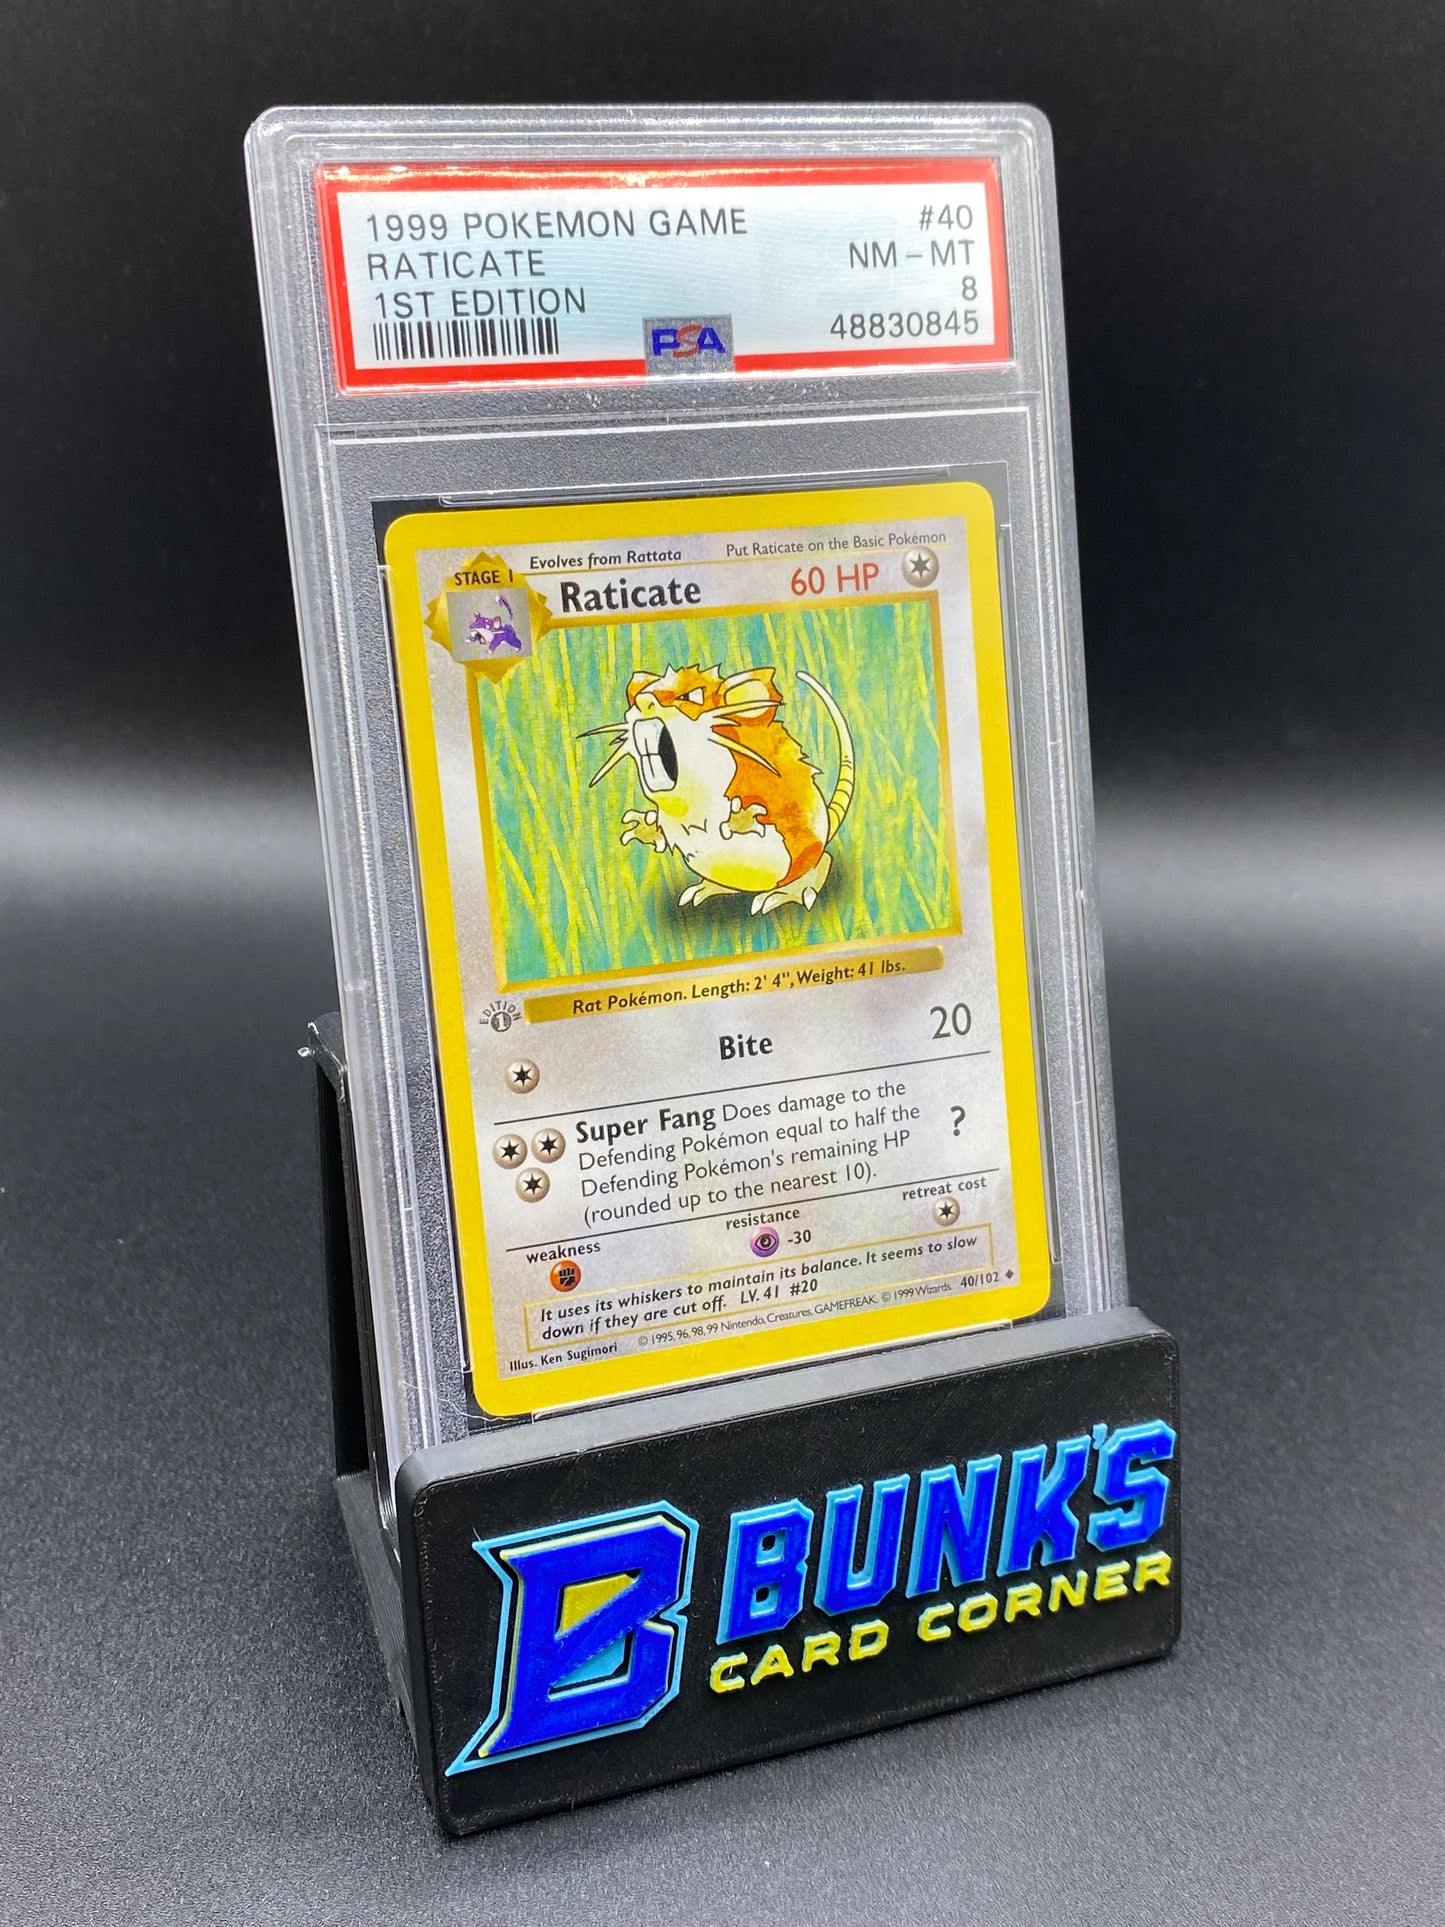 1999 POKEMON GAME #40
RATICATE NM - MT
1ST EDITION 8
PSA 48830845
Evolves from Rattata Put Raticate on the Basic Pokémon
STAGE 1 Raticate 60 HP
Rat Pokémon. Length: 2' 4", Weight: 41 lbs.
EDITION 1
Bite 20
Super Fang Does damage to the
Defending Pokémon equal to half the ?
Defending Pokémon's remaining HP
(rounded up to the nearest 10).
weakness resistance retreat cost
-30
It uses its whiskers to maintain its balance. It seems to slow
down if they are cut off. LV. 41 #20
Illus. Ken Sugimori ©1995, 96, 98, 99 Nintendo, Creatures, GAMEFREAK. ©1999 Wizards. 40/102
B BUNK'S
CARD CORNER